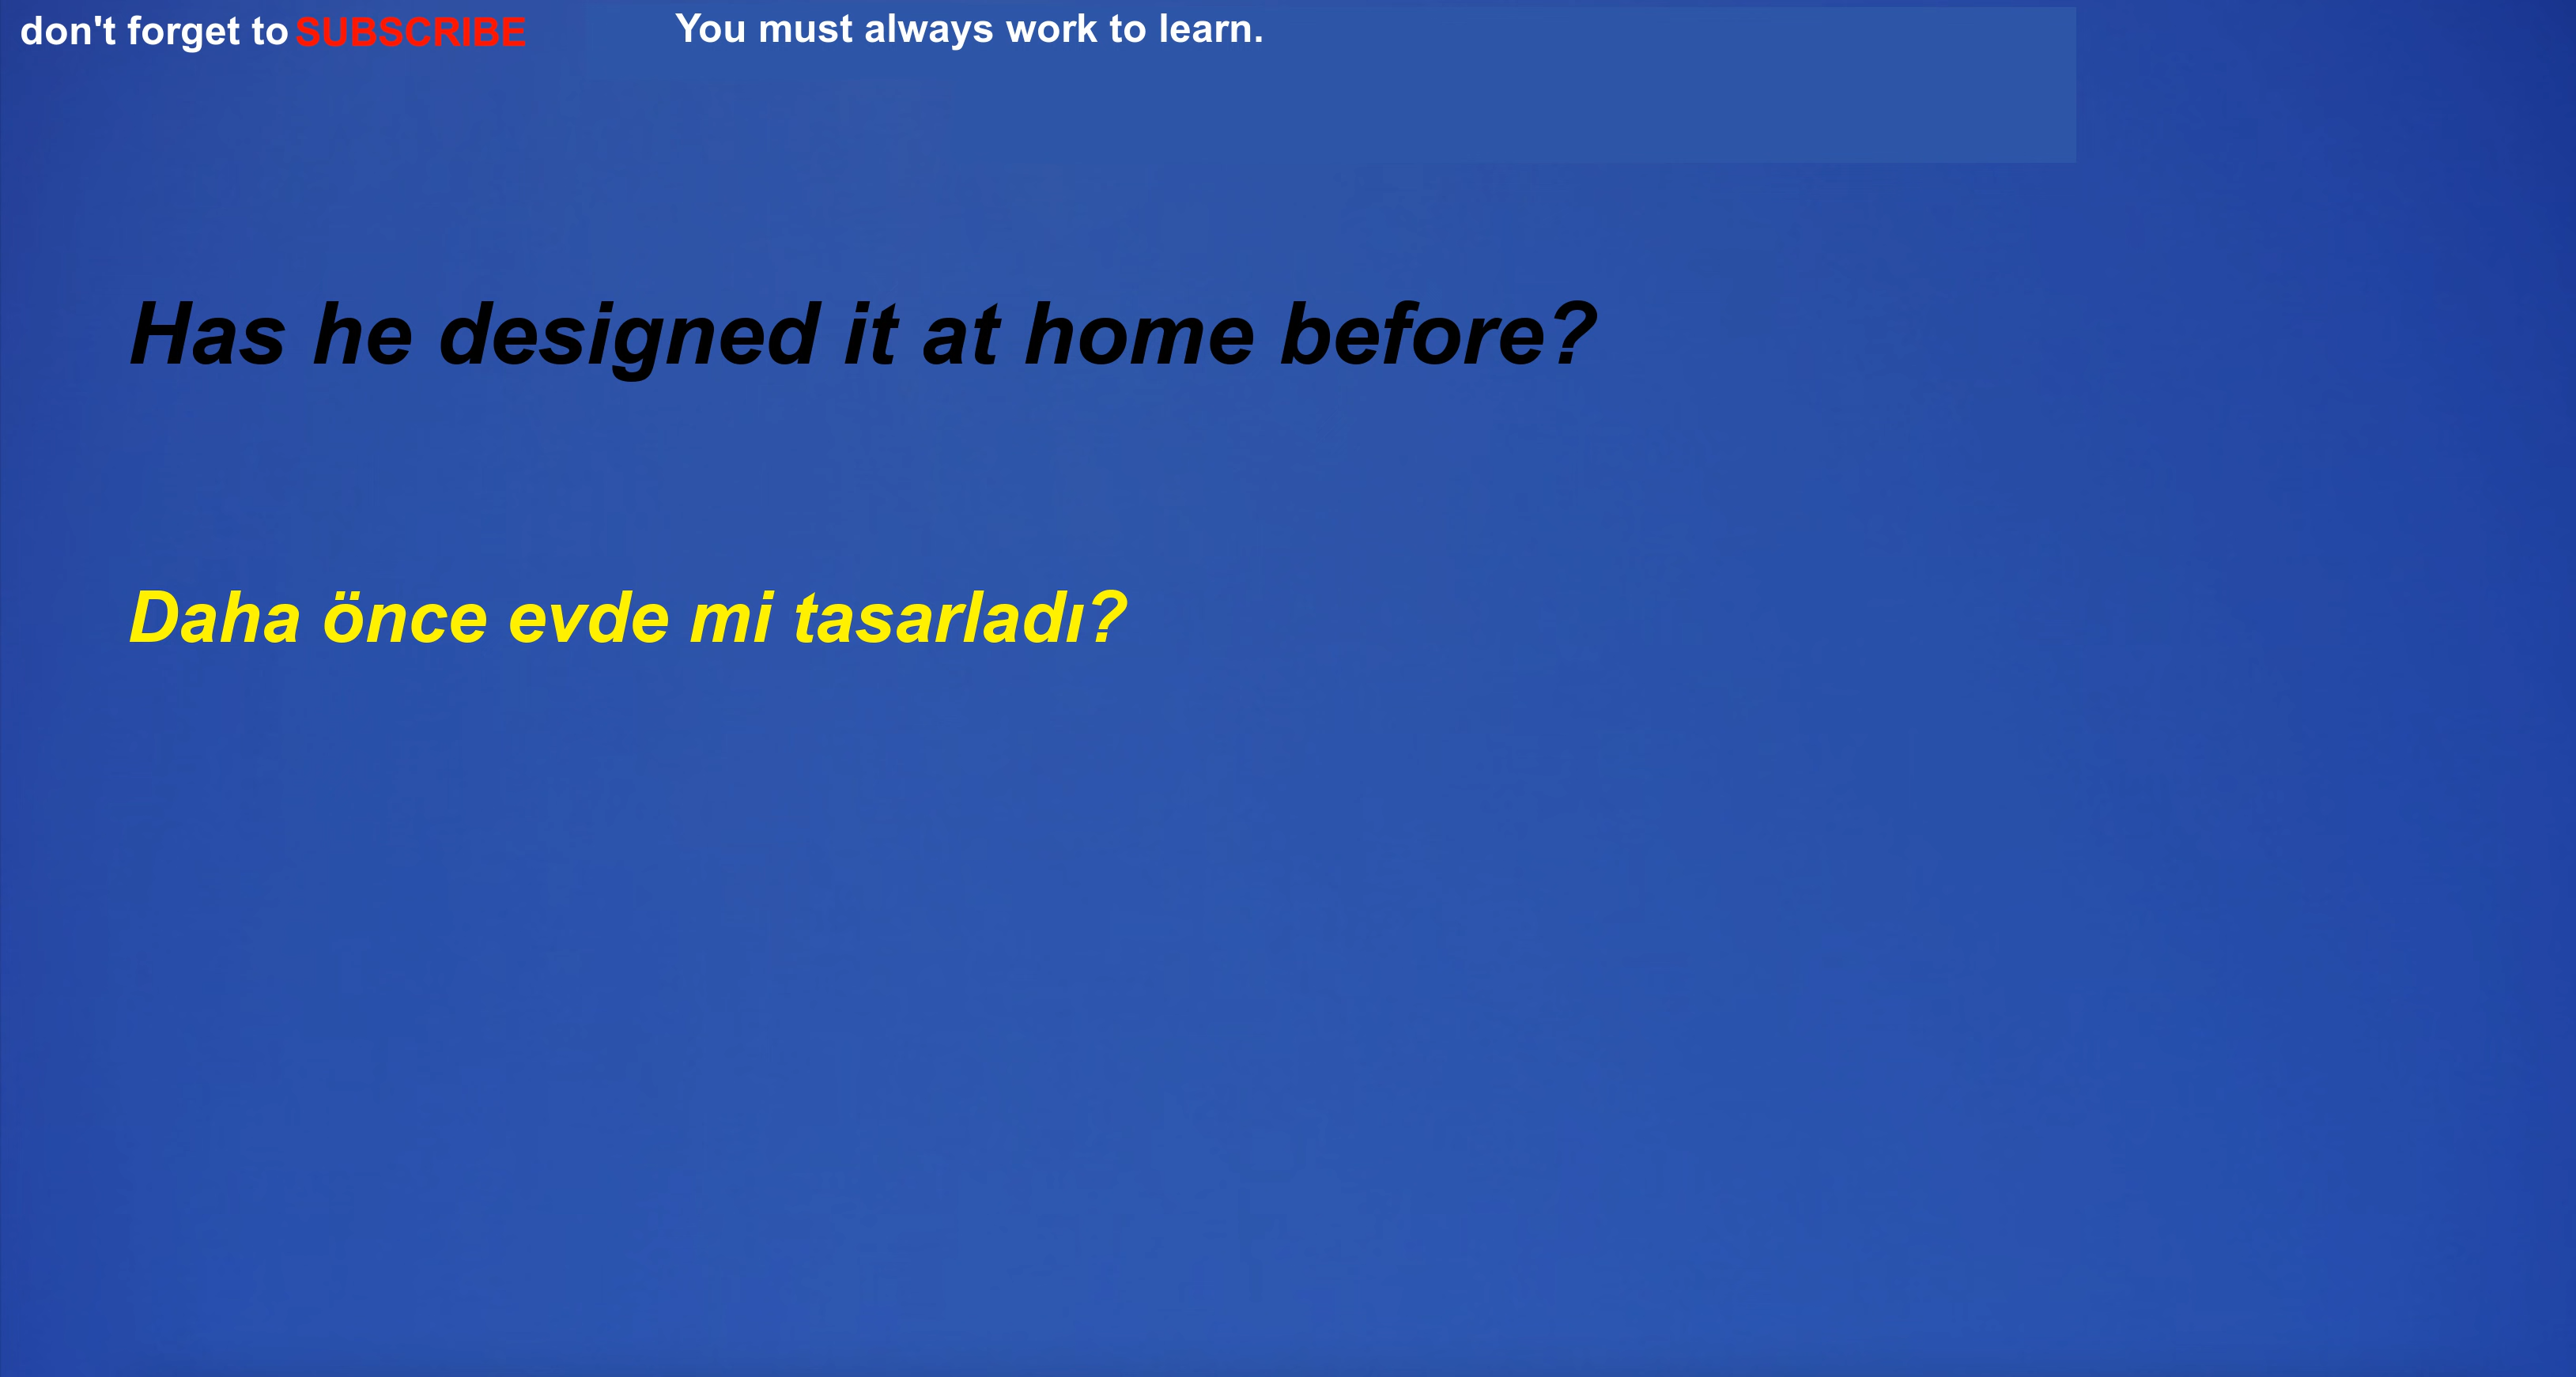 don't forget to SUBSCRIBE
You must always work to learn.
Has he designed it at home before?
Daha önce evde mi tasarladı?